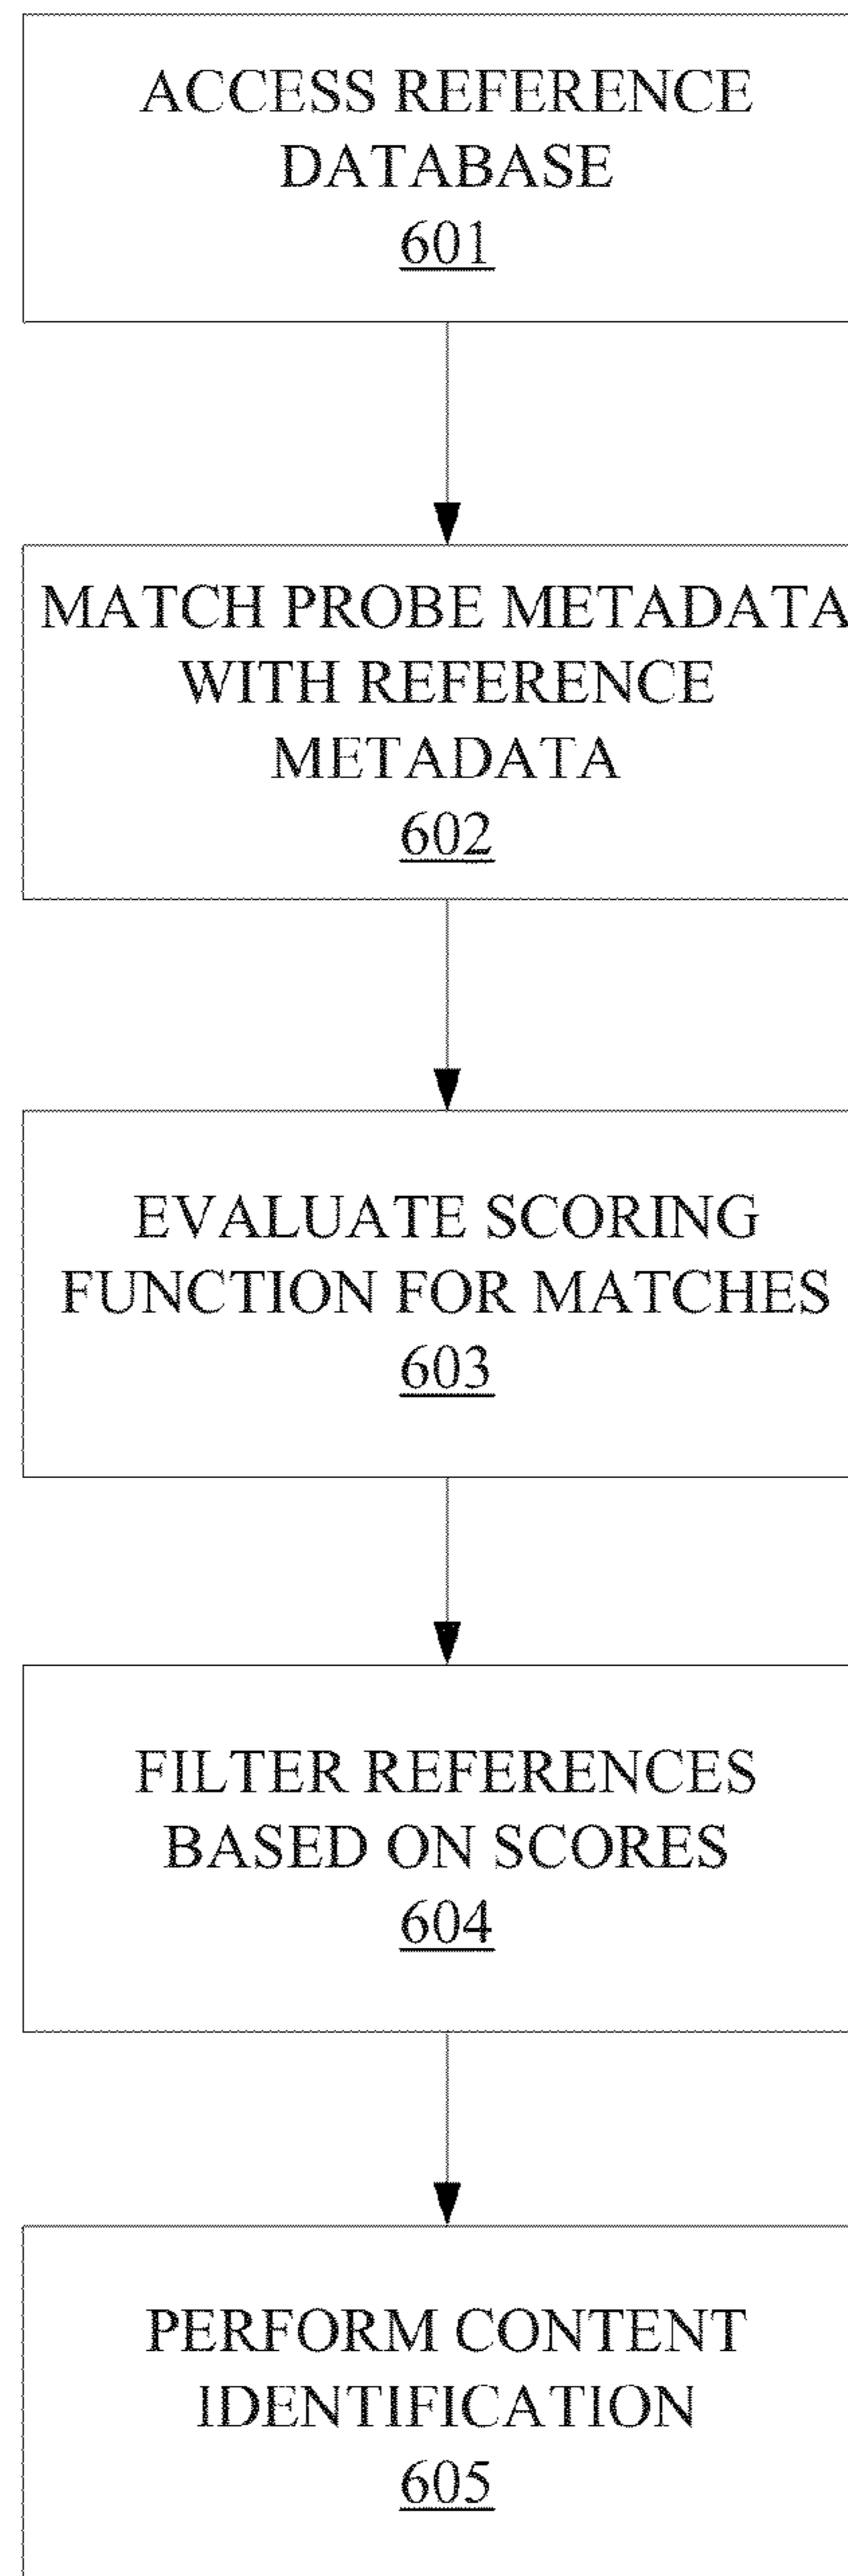 ACCESS REFERENCE
DATABASE
601
MATCH PROBE METADATA
WITH REFERENCE
METADATA
602
EVALUATE SCORING
FUNCTION FOR MATCHES
603
FILTER REFERENCES
BASED ON SCORES
604
PERFORM CONTENT
IDENTIFICATION
605